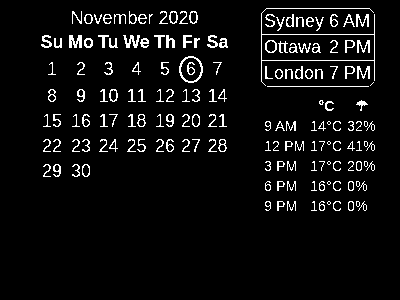 November 2020
Su Mo Tu We Th Fr Sa
1 2 3 4 5 6 7
8 9 10 11 12 13 14
15 16 17 18 19 20 21
22 23 24 25 26 27 28
29 30
Sydney 6 AM
Ottawa 2 PM
London 7 PM
°C ☂
9 AM 14°C 32%
12 PM 17°C 41%
3 PM 17°C 20%
6 PM 16°C 0%
9 PM 16°C 0%